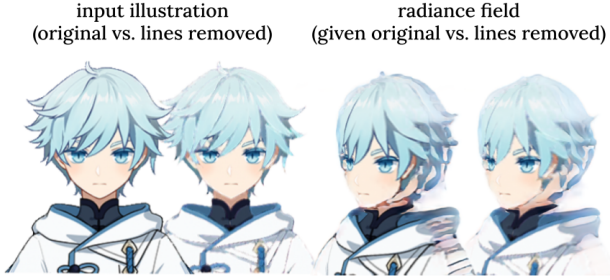 input illustration
(original vs. lines removed)
radiance field
(given original vs. lines removed)